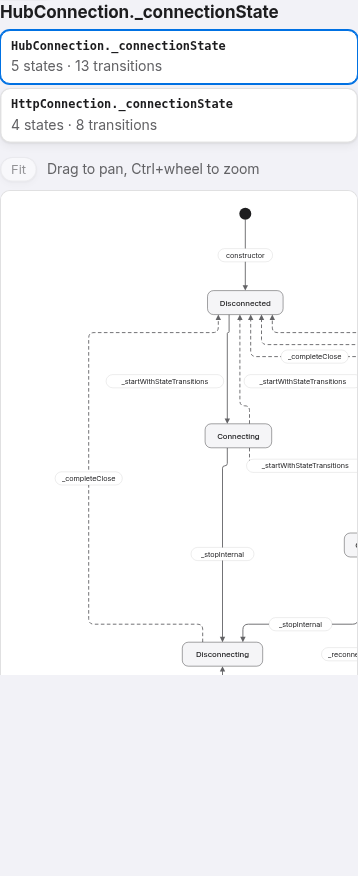 HubConnection._connectionState
HubConnection._connectionState
5 states · 13 transitions
HttpConnection._connectionState
4 states · 8 transitions
Fit
Drag to pan, Ctrl+wheel to zoom
constructor
Disconnected
_completeClose
_startWithStateTransitions
_startWithStateTransitions
Connecting
_startWithStateTransitions
_completeClose
_stopInternal
_stopInternal
Disconnecting
_reconne